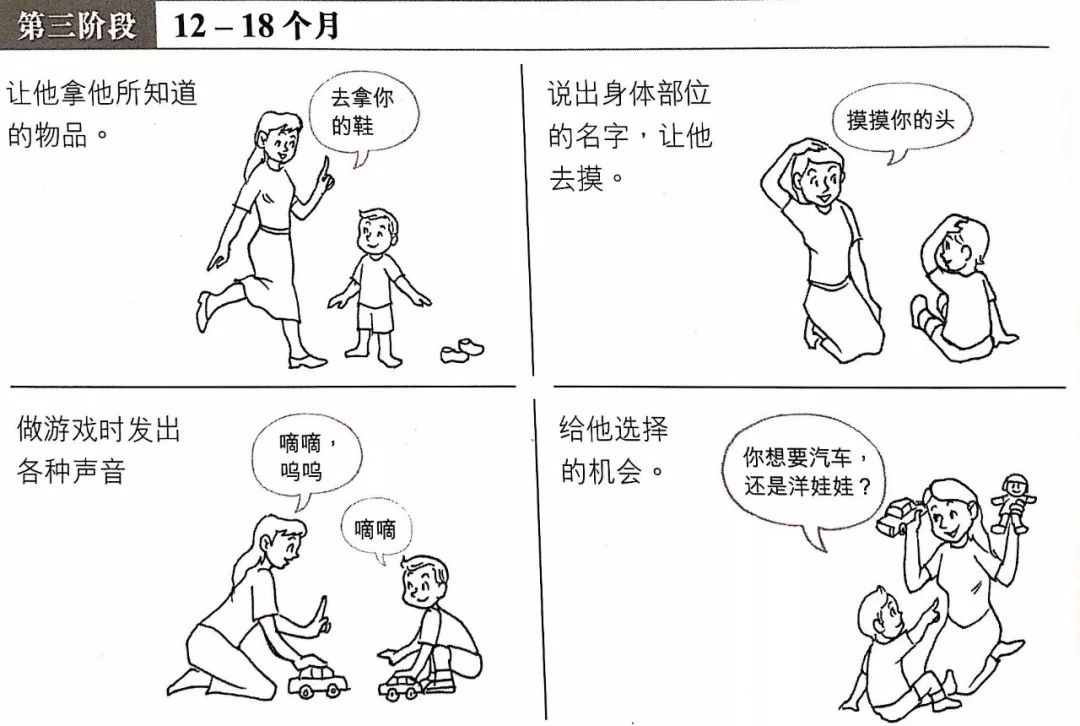 第三阶段 12 – 18 个月
让他拿他所知道
的物品。
去拿你
的鞋
说出身体部位
的名字，让他
去摸。
摸摸你的头
做游戏时发出
各种声音
嘀嘀，
呜呜
嘀嘀
给他选择
的机会。
你想要汽车，
还是洋娃娃？